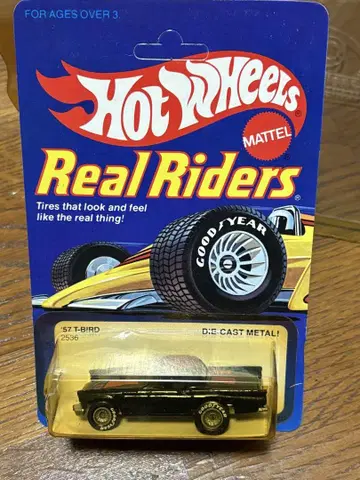 FOR AGES OVER 3.
HOT WHEELS
MATTEL
Real Riders
Tires that look and feel
like the real thing!
GOODYEAR
'57 T-BIRD
2536
DIE CAST METAL!